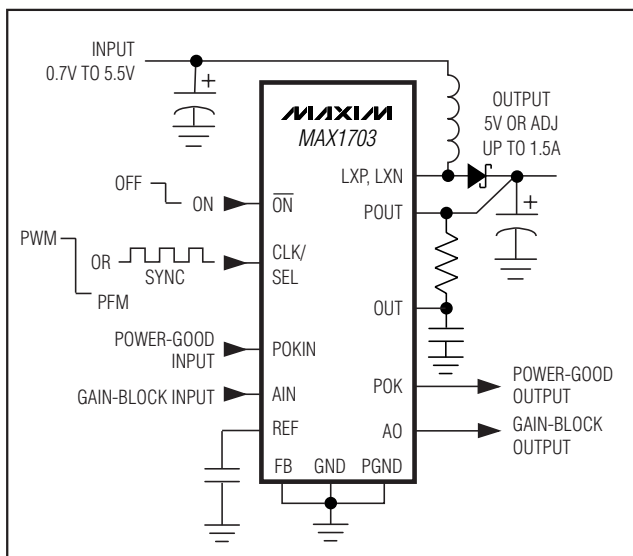 INPUT
0.7V TO 5.5V
MAXIM
MAX1703
OUTPUT
5V OR ADJ
UP TO 1.5A
LXP, LXN
OFF
ON
ON
POUT
PWM
OR
SYNC
PFM
CLK/
SEL
OUT
POWER-GOOD
INPUT
POKIN
GAIN-BLOCK INPUT
AIN
POK
POWER-GOOD
OUTPUT
REF
AO
GAIN-BLOCK
OUTPUT
FB GND PGND